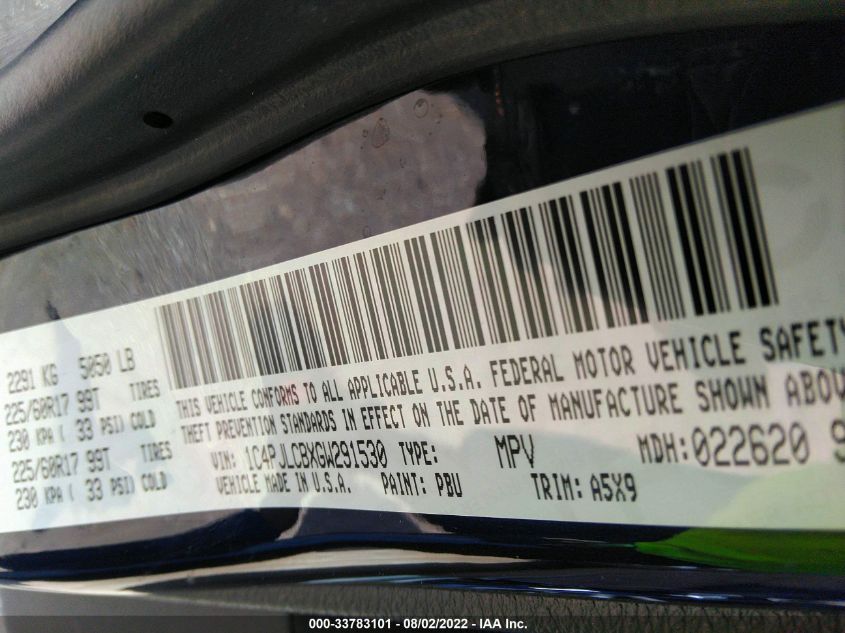 2291 KG 5050 LB
225/60R17 99T TIRES
230 KPA ( 33 PSI) COLD
225/60R17 99T TIRES
230 KPA ( 33 PSI) COLD
THIS VEHICLE CONFORMS TO ALL APPLICABLE U.S.A. FEDERAL MOTOR VEHICLE SAFETY
THEFT PREVENTION STANDARDS IN EFFECT ON THE DATE OF MANUFACTURE SHOWN ABOV
VIN: 1C4PJLCBXGW291530 TYPE: MPV MDH:022620 9
VEHICLE MADE IN U.S.A. PAINT: PBU TRIM: A5X9
000-33783101 - 08/02/2022 - IAA Inc.